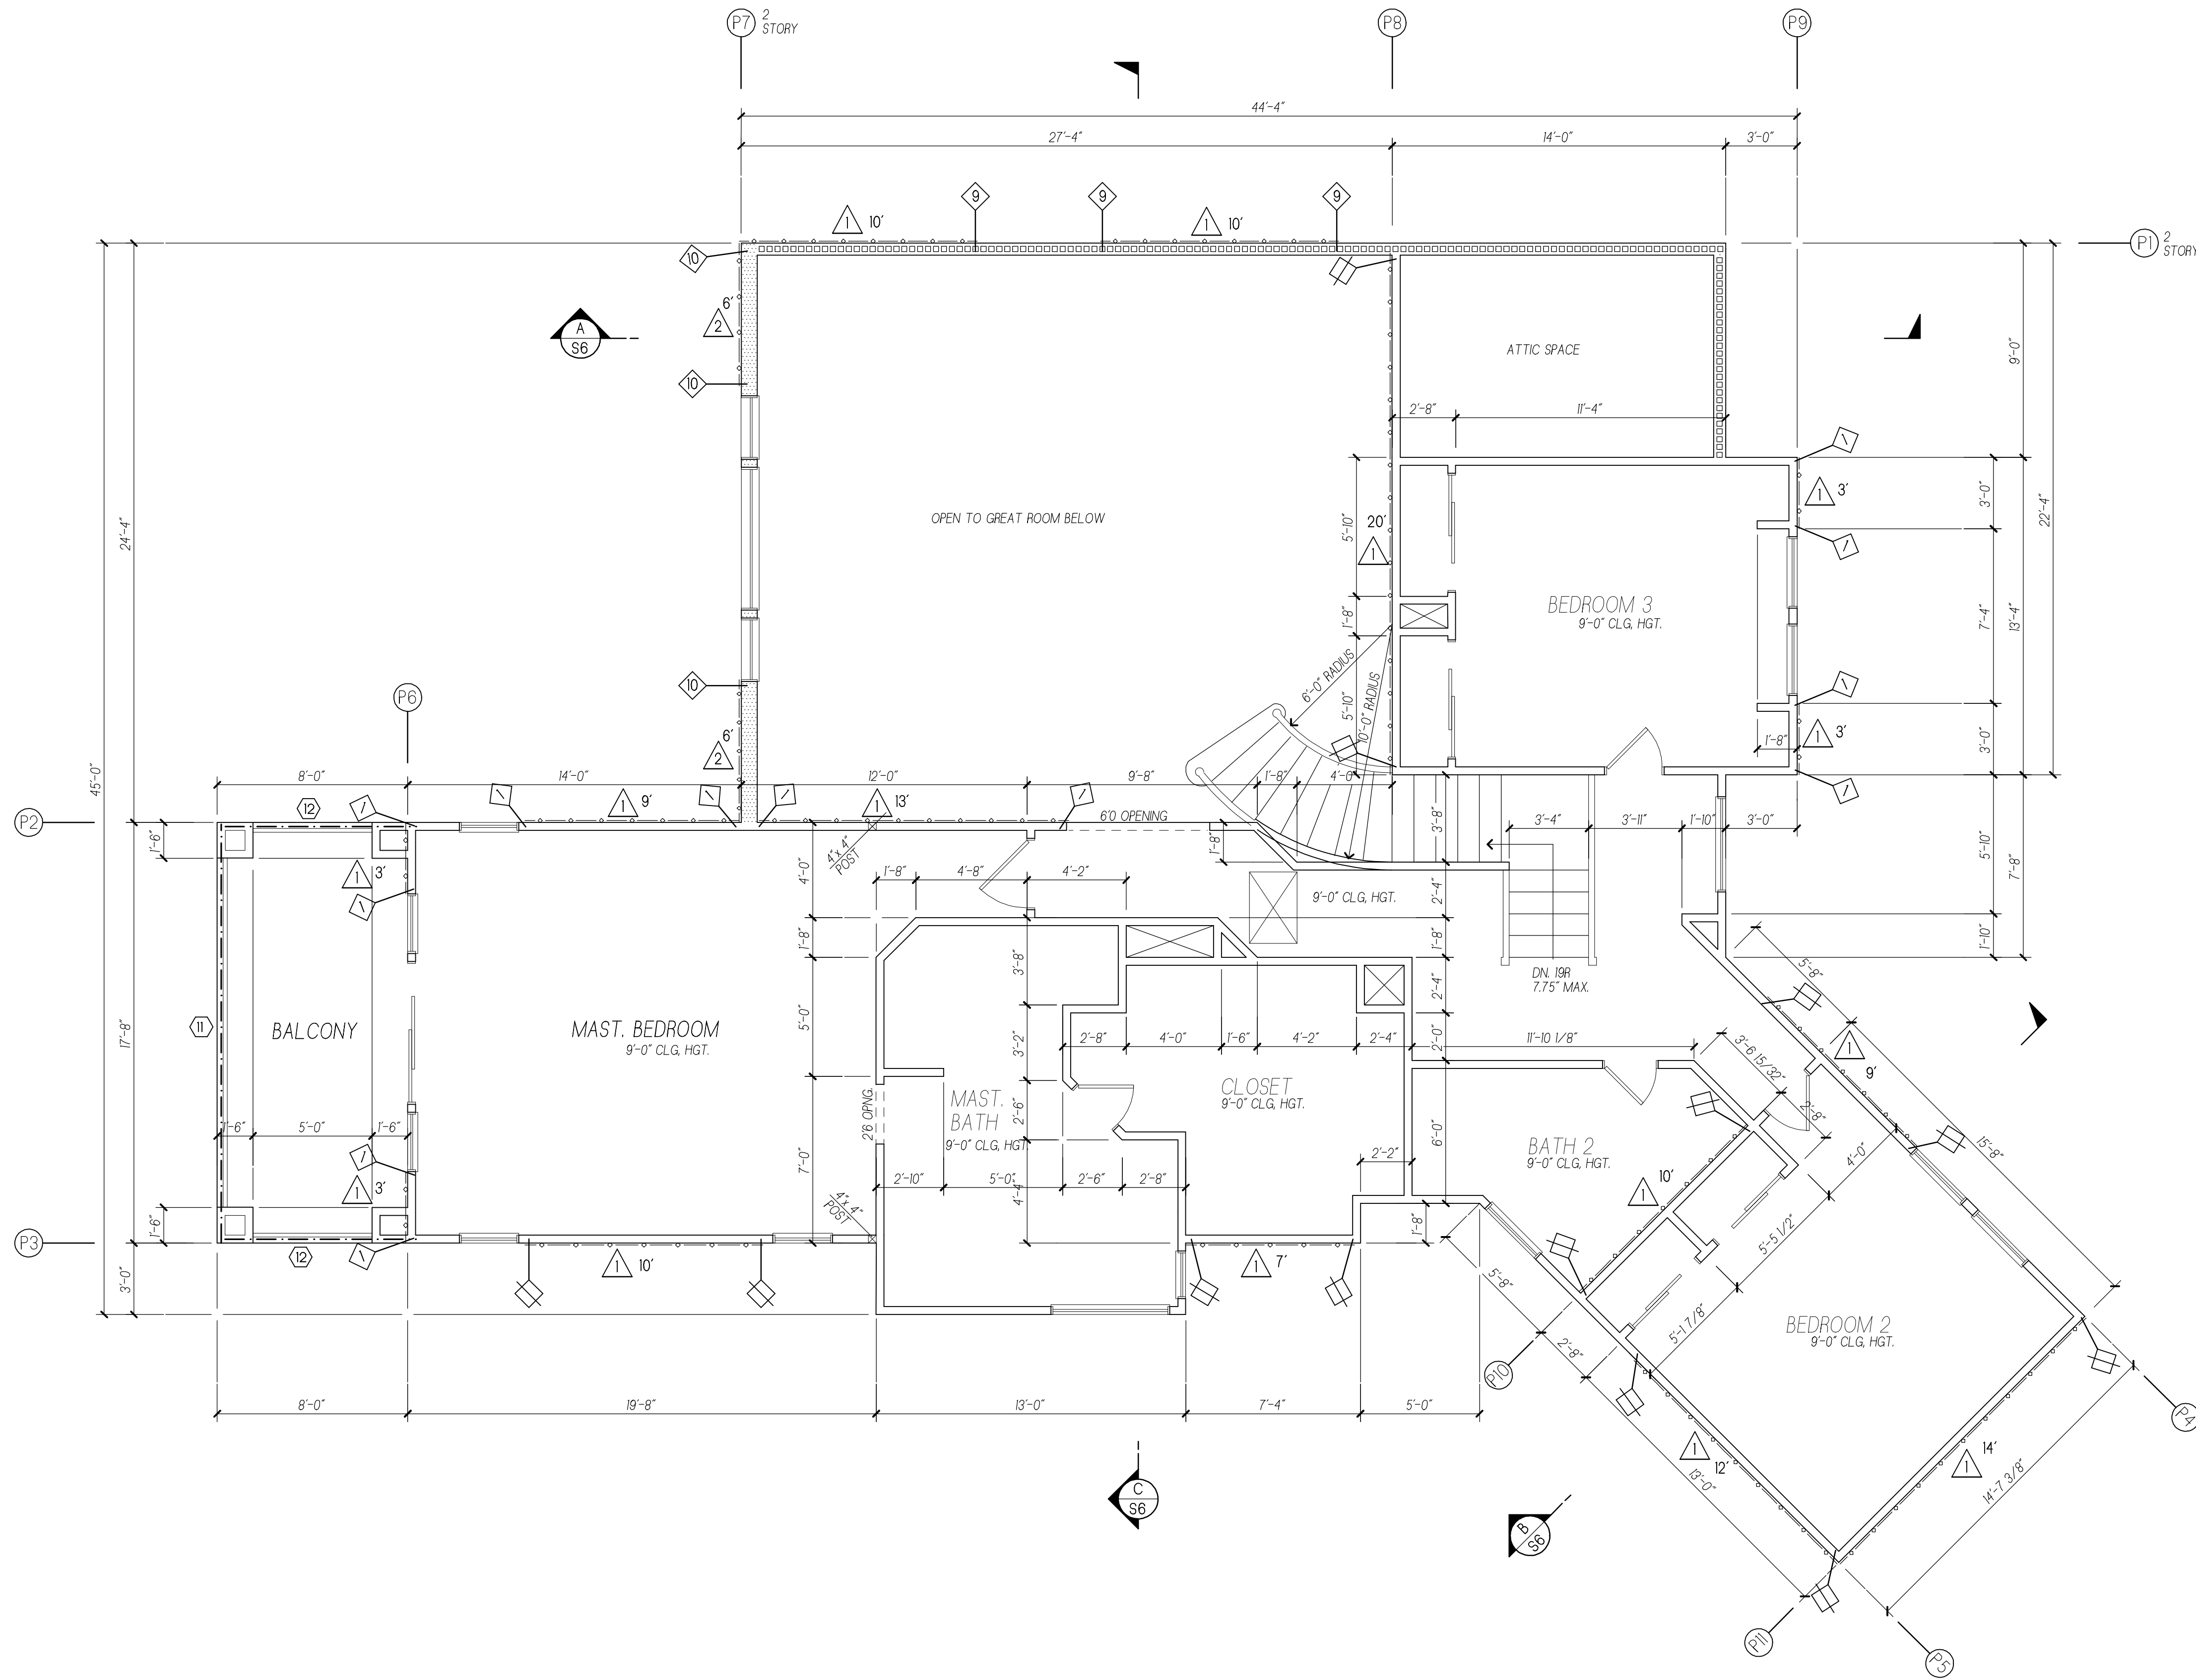 P7
2
STORY
P8
P9
44'-4"
27'-4"
14'-0"
3'-0"
9
9
9
1 10'
1 10'
P1
2
STORY
10
6'
2
A
S6
10
10
6'
2
ATTIC SPACE
2'-8"
11'-4"
9'-0"
22'-4"
24'-4"
45'-0"
OPEN TO GREAT ROOM BELOW
5'-10"
20'
1
1'-8"
5'-10"
1 3'
3'-0"
BEDROOM 3
9'-0" CLG, HGT.
7'-4"
13'-4"
6'-0" RADIUS
10'-0" RADIUS
1'-8"
1 3'
3'-0"
P6
8'-0"
14'-0"
12'-0"
9'-8"
1'-8"
4'-0"
12
1 9'
1 13'
6'0 OPENING
P2
1'-6"
4"x 4"
POST
4'-0"
1'-8"
3'-8"
3'-4"
3'-11"
1'-10"
3'-0"
5'-10"
7'-8"
1'-10"
1 3'
1'-8"
4'-8"
4'-2"
9'-0" CLG, HGT.
2'-4"
1'-8"
1'-8"
3'-8"
2'-4"
DN. 19R
7.75" MAX.
5'-8"
11
BALCONY
MAST. BEDROOM
9'-0" CLG, HGT.
17'-8"
5'-0"
3'-2"
2'-8"
4'-0"
1'-6"
4'-2"
2'-4"
2'-0"
11'-10 1/8"
3'-6 15/32"
1
9'
2'-8"
CLOSET
9'-0" CLG, HGT.
MAST.
BATH
9'-0" CLG, HGT.
2'6 OPNG.
2'-6"
1'-6"
5'-0"
1'-6"
6'-0"
BATH 2
9'-0" CLG, HGT.
4'-0"
15'-8"
2'-2"
7'-0"
2'-10"
5'-0"
2'-6"
2'-8"
4'-4"
1 3'
4"x 4"
POST
1 10'
5'-5 1/2"
P3
1'-6"
12
1 10'
1 7'
1'-8"
3'-0"
5'-8"
5'-1 7/8"
BEDROOM 2
9'-0" CLG, HGT.
2'-8"
P10
P4
8'-0"
19'-8"
13'-0"
7'-4"
5'-0"
1
12'
13'-0"
14'
1
14'-7 3/8"
C
S6
B
S6
P11
P5